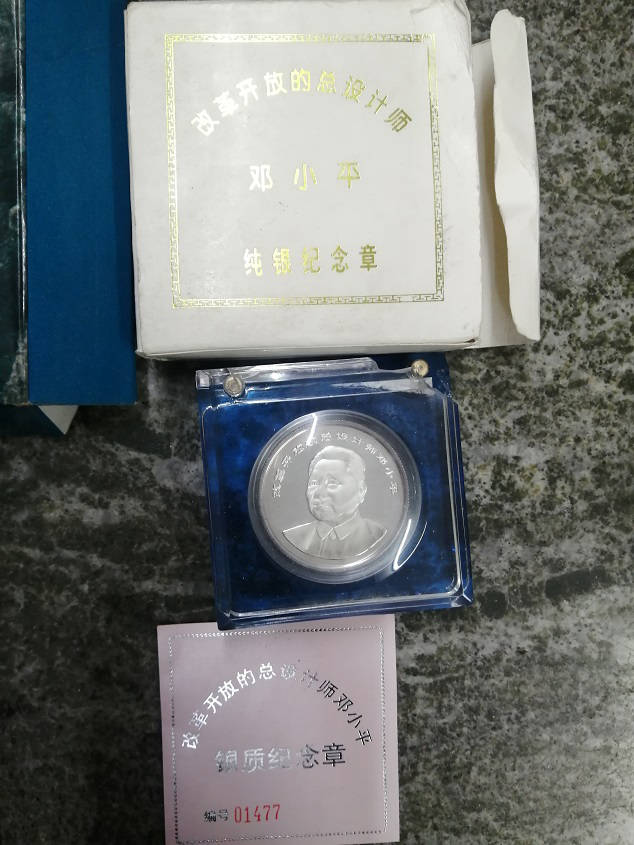 改革开放的总设计师
邓小平
纯银纪念章
改革开放的总设计师邓小平
改革开放的总设计师邓小平
银质纪念章
编号 01477